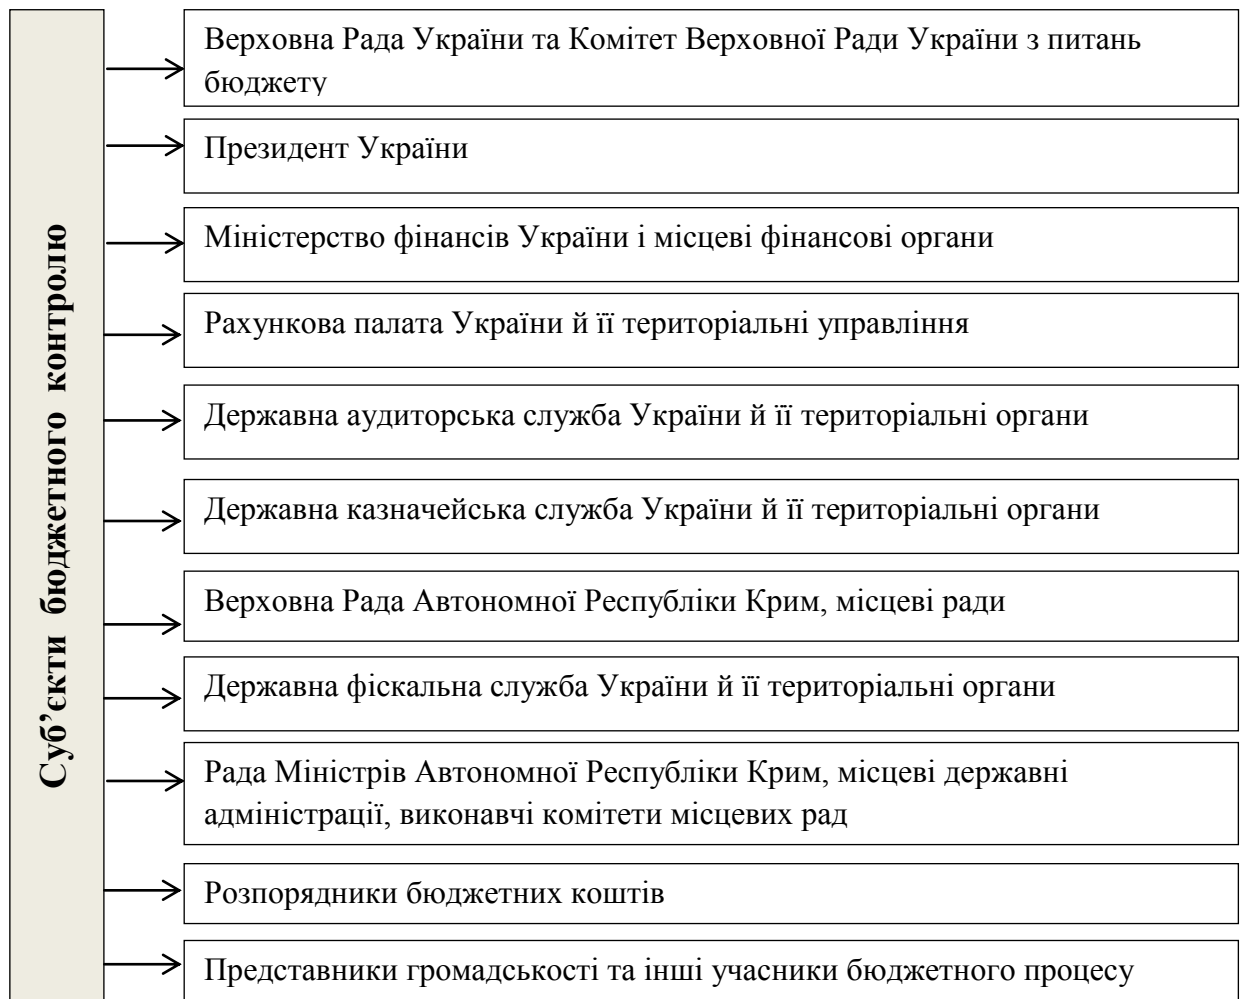 Суб’єкти бюджетного контролю
Верховна Рада України та Комітет Верховної Ради України з питань
бюджету
Президент України
Міністерство фінансів України і місцеві фінансові органи
Рахункова палата України й її територіальні управління
Державна аудиторська служба України й її територіальні органи
Державна казначейська служба України й її територіальні органи
Верховна Рада Автономної Республіки Крим, місцеві ради
Державна фіскальна служба України й її територіальні органи
Рада Міністрів Автономної Республіки Крим, місцеві державні
адміністрації, виконавчі комітети місцевих рад
Розпорядники бюджетних коштів
Представники громадськості та інші учасники бюджетного процесу